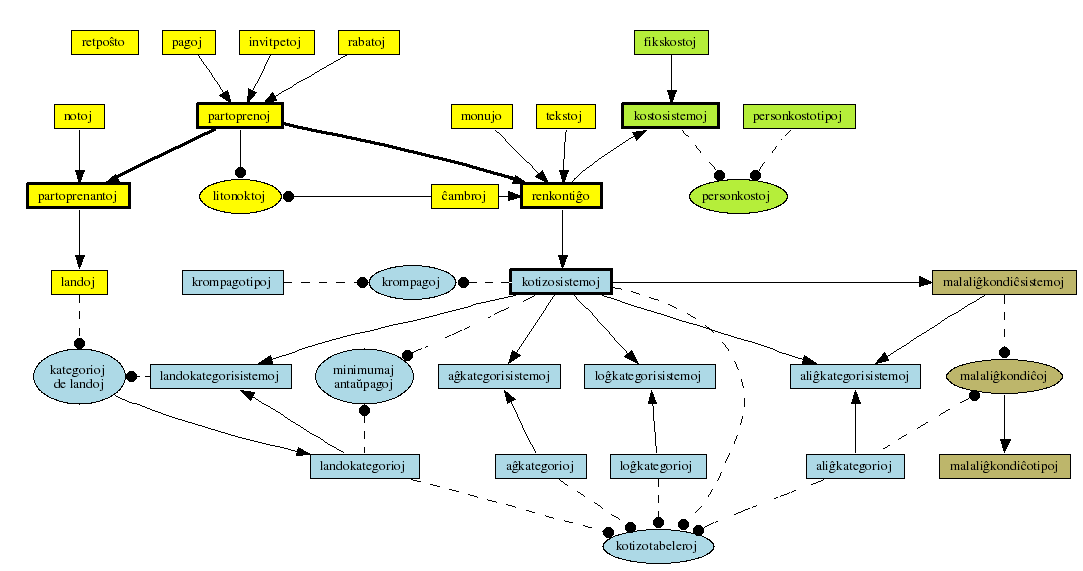 retpoŝto
pagoj
invitpetoj
rabatoj
fikskostoj
notoj
partoprenoj
monujo
tekstoj
kostosistemoj
personkostotipoj
partoprenantoj
litonoktoj
ĉambroj
renkontiĝo
personkostoj
landoj
krompagotipoj
krompagoj
kotizosistemoj
malaliĝkondiĉsistemoj
kategorioj
de landoj
landokategorisistemoj
minimumaj
antaŭpagoj
aĝkategorisistemoj
loĝkategorisistemoj
aliĝkategorisistemoj
malaliĝkondiĉoj
landokategorioj
aĝkategorioj
loĝkategorioj
aliĝkategorioj
malaliĝkondiĉotipoj
kotizotabeleroj